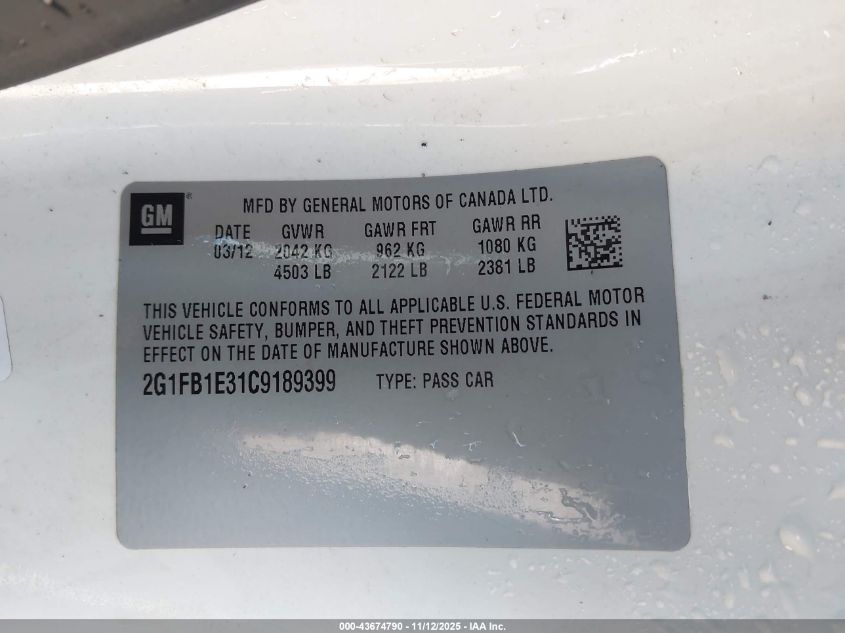 GM®
MFD BY GENERAL MOTORS OF CANADA LTD.
DATE GVWR GAWR FRT GAWR RR
03/12 2042 KG 962 KG 1080 KG
4503 LB 2122 LB 2381 LB
THIS VEHICLE CONFORMS TO ALL APPLICABLE U.S. FEDERAL MOTOR
VEHICLE SAFETY, BUMPER, AND THEFT PREVENTION STANDARDS IN
EFFECT ON THE DATE OF MANUFACTURE SHOWN ABOVE.
2G1FB1E31C9189399 TYPE: PASS CAR
000-43674790 - 11/12/2025 - IAA Inc.